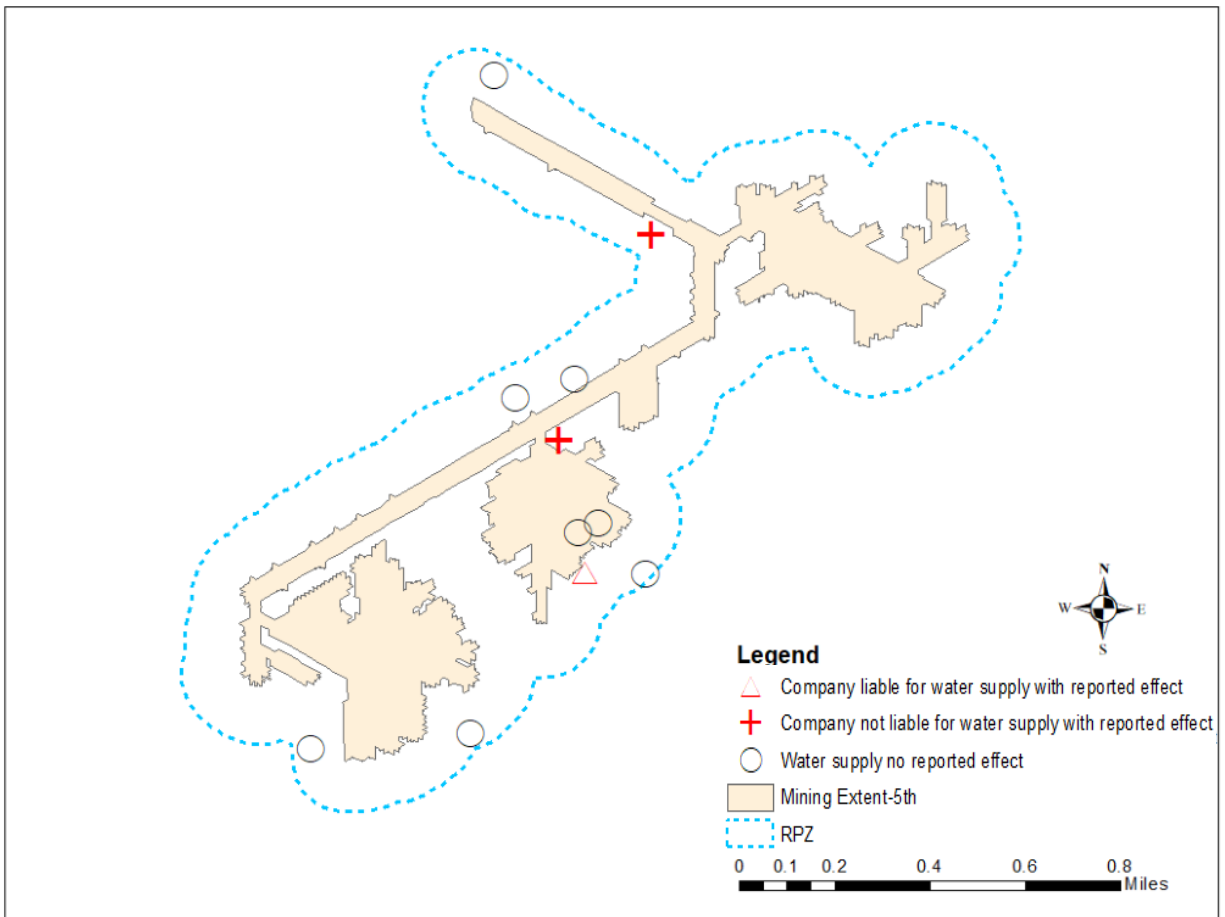 N
W E
S
Legend
Company liable for water supply with reported effect
Company not liable for water supply with reported effect
Water supply no reported effect
Mining Extent-5th
RPZ
0 0.1 0.2 0.4 0.6 0.8
Miles